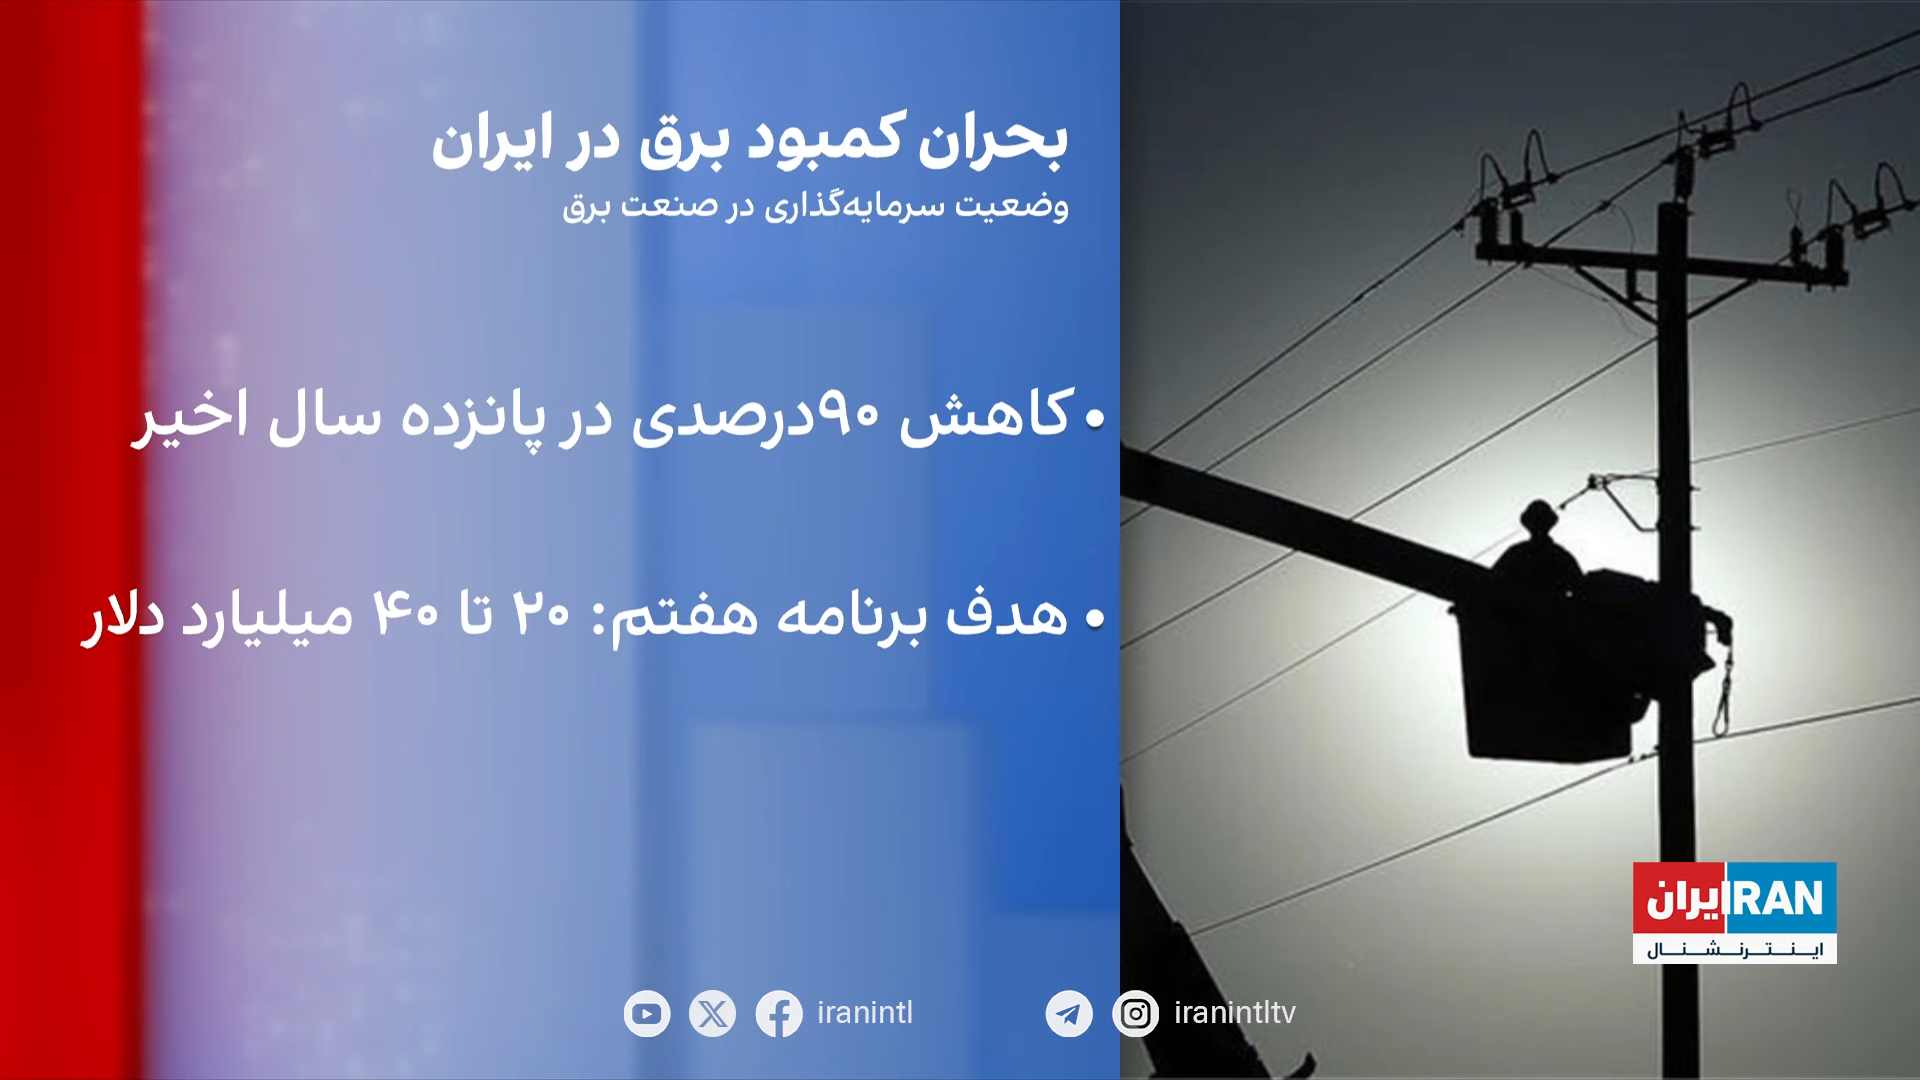 بحران کمبود برق در ایران
وضعیت سرمایه‌گذاری در صنعت برق
• کاهش ۹۰درصدی در پانزده سال اخیر
• هدف برنامه هفتم: ۲۰ تا ۴۰ میلیارد دلار
ایران IRAN
اینترنشنال
iranintl
iranintltv